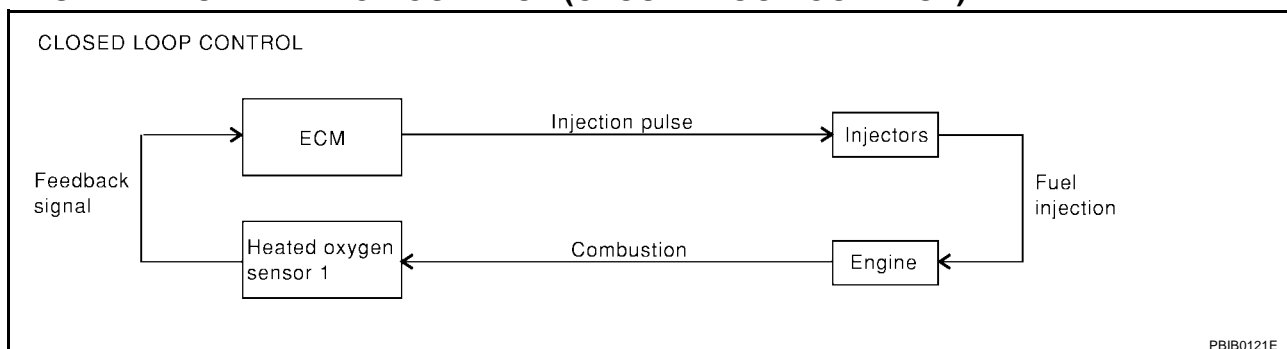 CLOSED LOOP CONTROL
ECM
Injection pulse
Injectors
Feedback
signal
Fuel
injection
Heated oxygen
sensor 1
Combustion
Engine
PBIB0121E